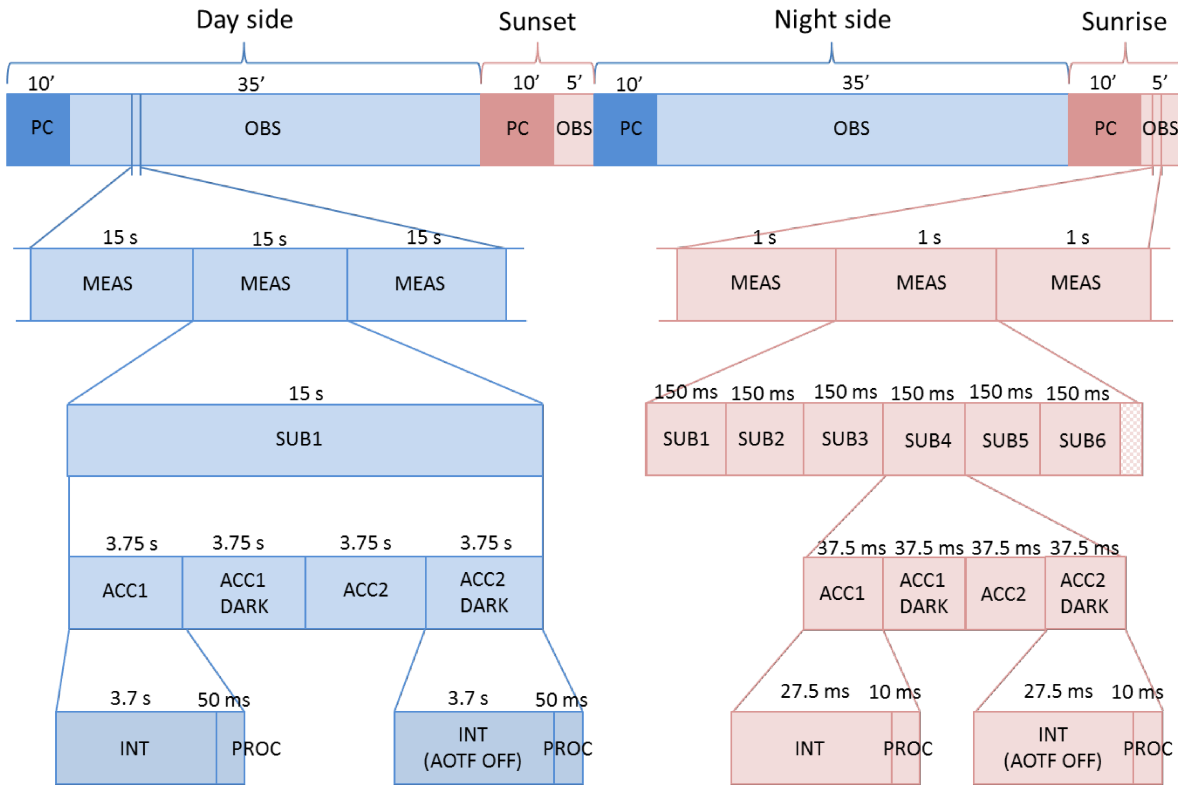 Day side Sunset Night side Sunrise
10’ 35’ 10’ 5’ 10’ 35’ 10’ 5’
PC OBS PC OBS PC OBS PC OBS
15 s 15 s 15 s 1 s 1 s 1 s
MEAS MEAS MEAS MEAS MEAS MEAS
15 s 150 ms 150 ms 150 ms 150 ms 150 ms 150 ms
SUB1 SUB1 SUB2 SUB3 SUB4 SUB5 SUB6
3.75 s 3.75 s 3.75 s 3.75 s 37.5 ms 37.5 ms 37.5 ms 37.5 ms
ACC1 ACC1 ACC2 ACC2 ACC1 ACC1 ACC2 ACC2
DARK DARK DARK DARK
3.7 s 50 ms 3.7 s 50 ms 27.5 ms 10 ms 27.5 ms 10 ms
INT PROC INT PROC INT PROC INT PROC
(AOTF OFF) (AOTF OFF)